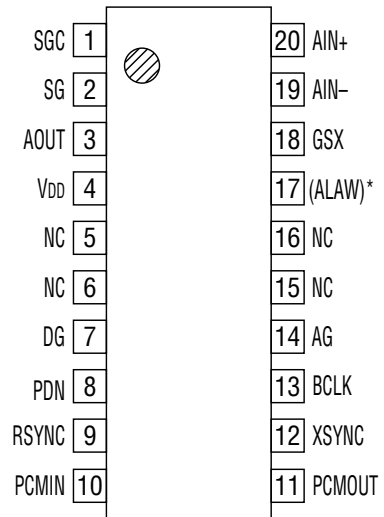 SGC 1 20 AIN+
SG 2 19 AIN–
AOUT 3 18 GSX
VDD 4 17 (ALAW)*
NC 5 16 NC
NC 6 15 NC
DG 7 14 AG
PDN 8 13 BCLK
RSYNC 9 12 XSYNC
PCMIN 10 11 PCMOUT